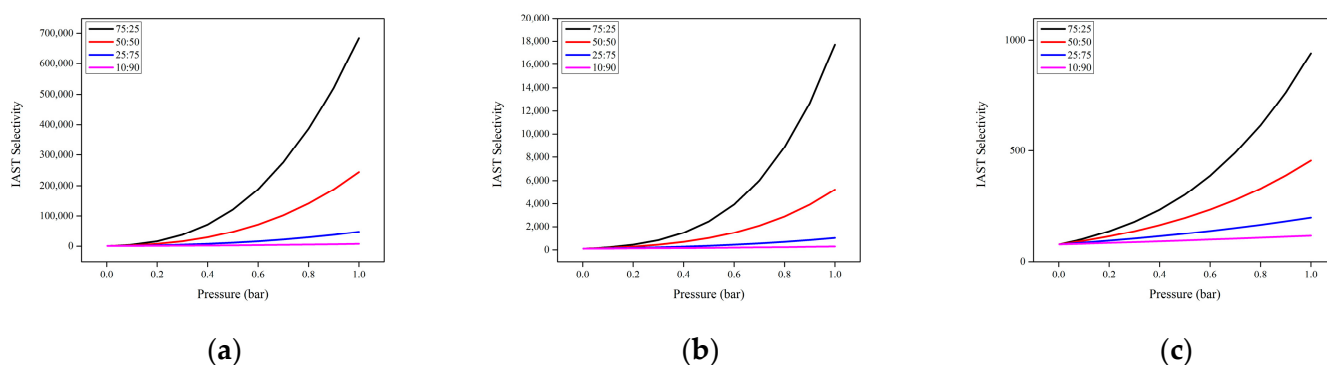 75:25
50:50
25:75
10:90
700,000
600,000
500,000
400,000
300,000
200,000
100,000
0
IAST Selectivity
0.0 0.2 0.4 0.6 0.8 1.0
Pressure (bar)
(a)
75:25
50:50
25:75
10:90
20,000
18,000
16,000
14,000
12,000
10,000
8,000
6,000
4,000
2,000
0
IAST Selectivity
0.0 0.2 0.4 0.6 0.8 1.0
Pressure (bar)
(b)
75:25
50:50
25:75
10:90
1000
500
0
IAST Selectivity
0.0 0.2 0.4 0.6 0.8 1.0
Pressure (bar)
(c)